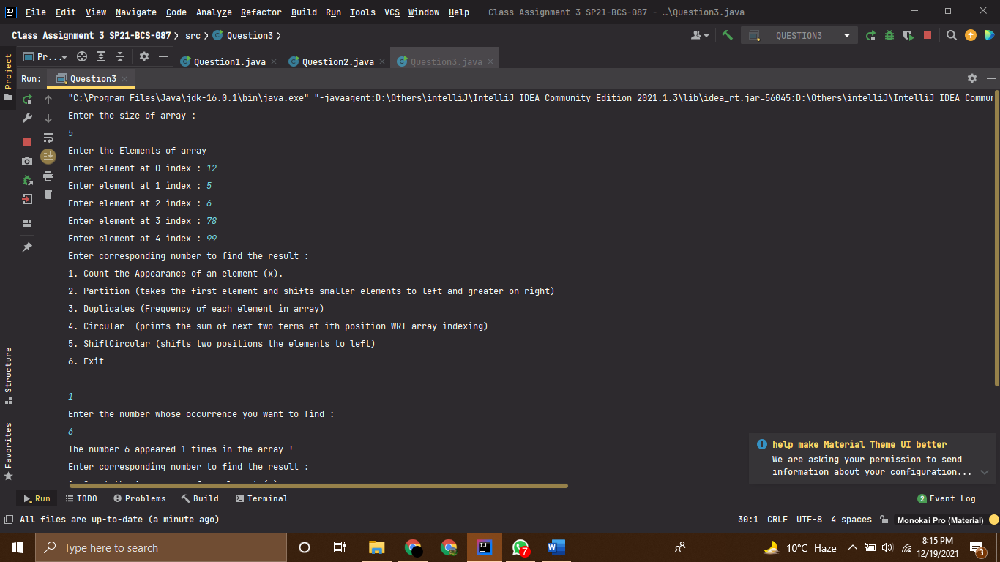 File Edit View Navigate Code Analyze Refactor Build Run Tools VCS Window Help Class Assignment 3 SP21-BCS-087 - ...\Question3.java
Class Assignment 3 SP21-BCS-087 src Question3 QUESTION3
Pr... Question1.java Question2.java Question3.java
Project
Run: Question3
"C:\Program Files\Java\jdk-16.0.1\bin\java.exe" "-javaagent:D:\Others\intelliJ\IntelliJ IDEA Community Edition 2021.1.3\lib\idea_rt.jar=56045:D:\Others\intelliJ\IntelliJ IDEA Commun
Enter the size of array :
5
Enter the Elements of array
Enter element at 0 index : 12
Enter element at 1 index : 5
Enter element at 2 index : 6
Enter element at 3 index : 78
Enter element at 4 index : 99
Enter corresponding number to find the result :
1. Count the Appearance of an element (x).
2. Partition (takes the first element and shifts smaller elements to left and greater on right)
3. Duplicates (Frequency of each element in array)
4. Circular  (prints the sum of next two terms at ith position WRT array indexing)
5. ShiftCircular (shifts two positions the elements to left)
6. Exit
1
Enter the number whose occurrence you want to find :
6
The number 6 appeared 1 times in the array !
Enter corresponding number to find the result :
Structure
Favorites
help make Material Theme UI better
We are asking your permission to send
information about your configuration...
Run TODO Problems Build Terminal 2 Event Log
All files are up-to-date (a minute ago) 30:1 CRLF UTF-8 4 spaces Monokai Pro (Material)
Type here to search 7 10°C Haze 8:15 PM
12/19/2021 3